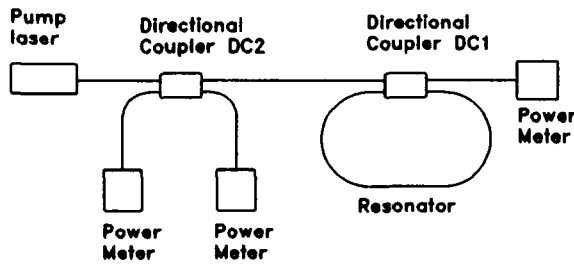 Pump
laser
Directional
Coupler DC2
Directional
Coupler DC1
Power
Meter
Resonator
Power
Meter
Power
Meter